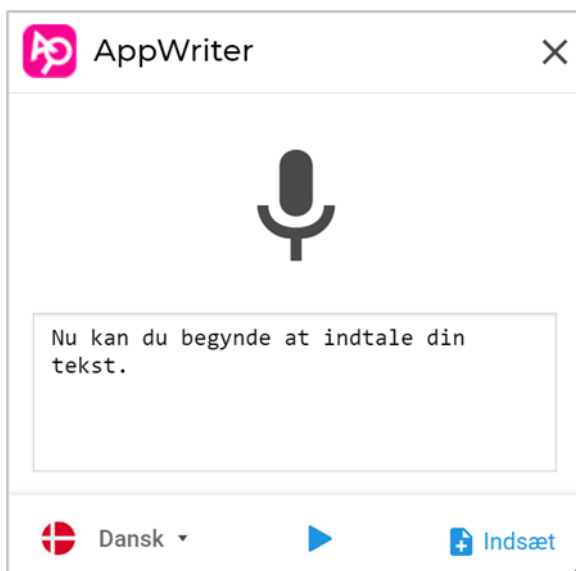 AppWriter
Nu kan du begynde at indtale din
tekst.
Dansk
Indsæt